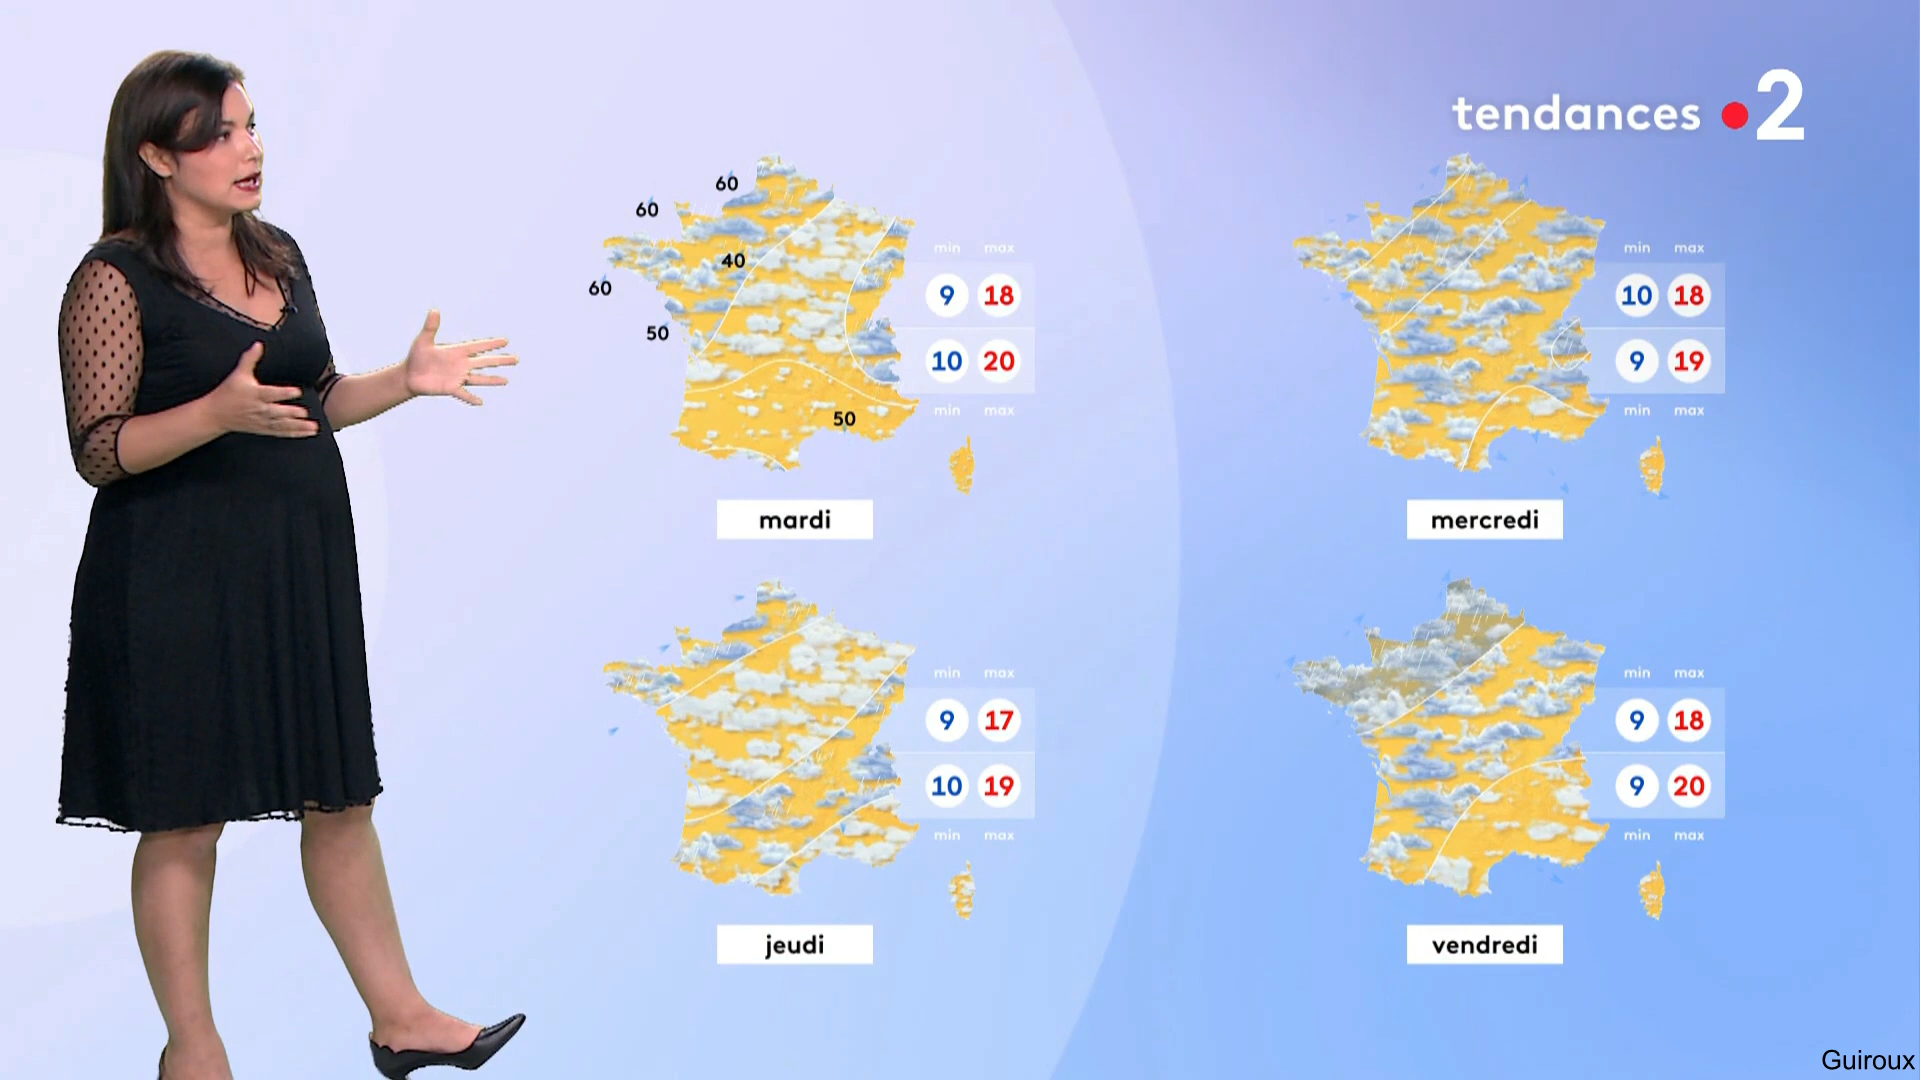 tendances 2
60
60
40
60
50
50
min max
9 18
10 20
min max
mardi
min max
10 18
9 19
min max
mercredi
min max
9 17
10 19
min max
jeudi
min max
9 18
9 20
min max
vendredi
Guiroux